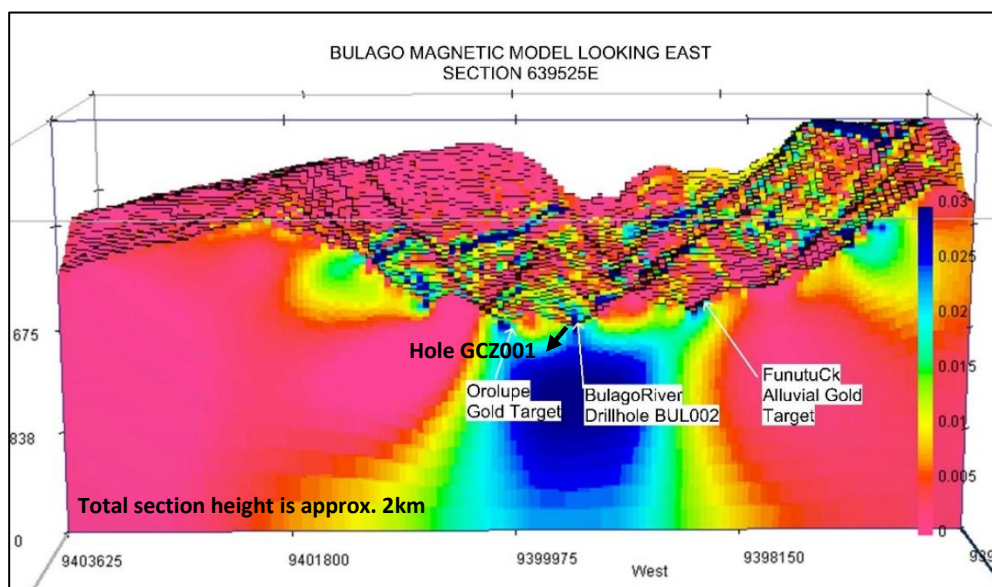 BULAGO MAGNETIC MODEL LOOKING EAST
SECTION 639525E
0.03
0.025
0.02
0.015
0.01
0.005
0
675
838
0
Hole GCZ001
Orolupe
Gold Target
BulagoRiver
Drillhole BUL002
FunutuCk
Alluvial Gold
Target
Total section height is approx. 2km
9403625
9401800
9399975
9398150
West